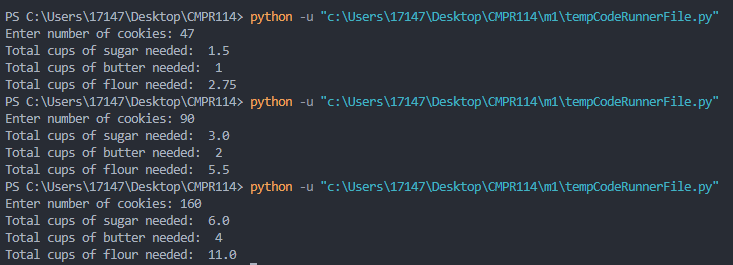 PS C:\Users\17147\Desktop\CMPR114> python -u "c:\Users\17147\Desktop\CMPR114\m1\tempCodeRunnerFile.py"
Enter number of cookies: 47
Total cups of sugar needed:  1.5
Total cups of butter needed:  1
Total cups of flour needed:  2.75
PS C:\Users\17147\Desktop\CMPR114> python -u "c:\Users\17147\Desktop\CMPR114\m1\tempCodeRunnerFile.py"
Enter number of cookies: 90
Total cups of sugar needed:  3.0
Total cups of butter needed:  2
Total cups of flour needed:  5.5
PS C:\Users\17147\Desktop\CMPR114> python -u "c:\Users\17147\Desktop\CMPR114\m1\tempCodeRunnerFile.py"
Enter number of cookies: 160
Total cups of sugar needed:  6.0
Total cups of butter needed:  4
Total cups of flour needed:  11.0